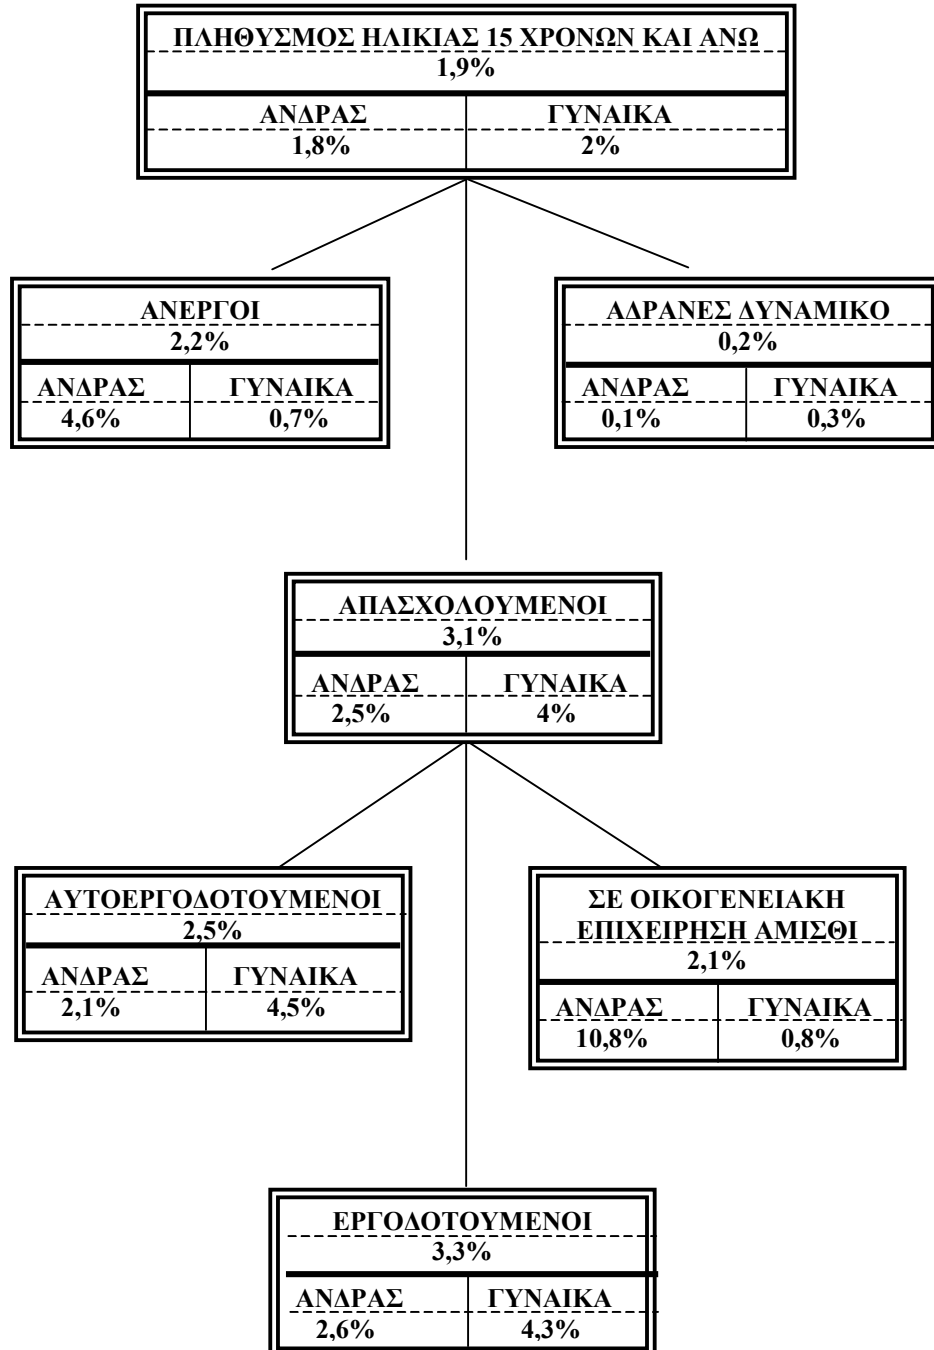 ΠΛΗΘΥΣΜΟΣ ΗΛΙΚΙΑΣ 15 ΧΡΟΝΩΝ ΚΑΙ ΑΝΩ
1,9%
ΑΝΔΡΑΣ ΓΥΝΑΙΚΑ
1,8% 2%
ΑΝΕΡΓΟΙ
2,2%
ΑΝΔΡΑΣ ΓΥΝΑΙΚΑ
4,6% 0,7%
ΑΔΡΑΝΕΣ ΔΥΝΑΜΙΚΟ
0,2%
ΑΝΔΡΑΣ ΓΥΝΑΙΚΑ
0,1% 0,3%
ΑΠΑΣΧΟΛΟΥΜΕΝΟΙ
3,1%
ΑΝΔΡΑΣ ΓΥΝΑΙΚΑ
2,5% 4%
ΑΥΤΟΕΡΓΟΔΟΤΟΥΜΕΝΟΙ
2,5%
ΑΝΔΡΑΣ ΓΥΝΑΙΚΑ
2,1% 4,5%
ΣΕ ΟΙΚΟΓΕΝΕΙΑΚΗ
ΕΠΙΧΕΙΡΗΣΗ ΑΜΙΣΘΙ
2,1%
ΑΝΔΡΑΣ ΓΥΝΑΙΚΑ
10,8% 0,8%
ΕΡΓΟΔΟΤΟΥΜΕΝΟΙ
3,3%
ΑΝΔΡΑΣ ΓΥΝΑΙΚΑ
2,6% 4,3%